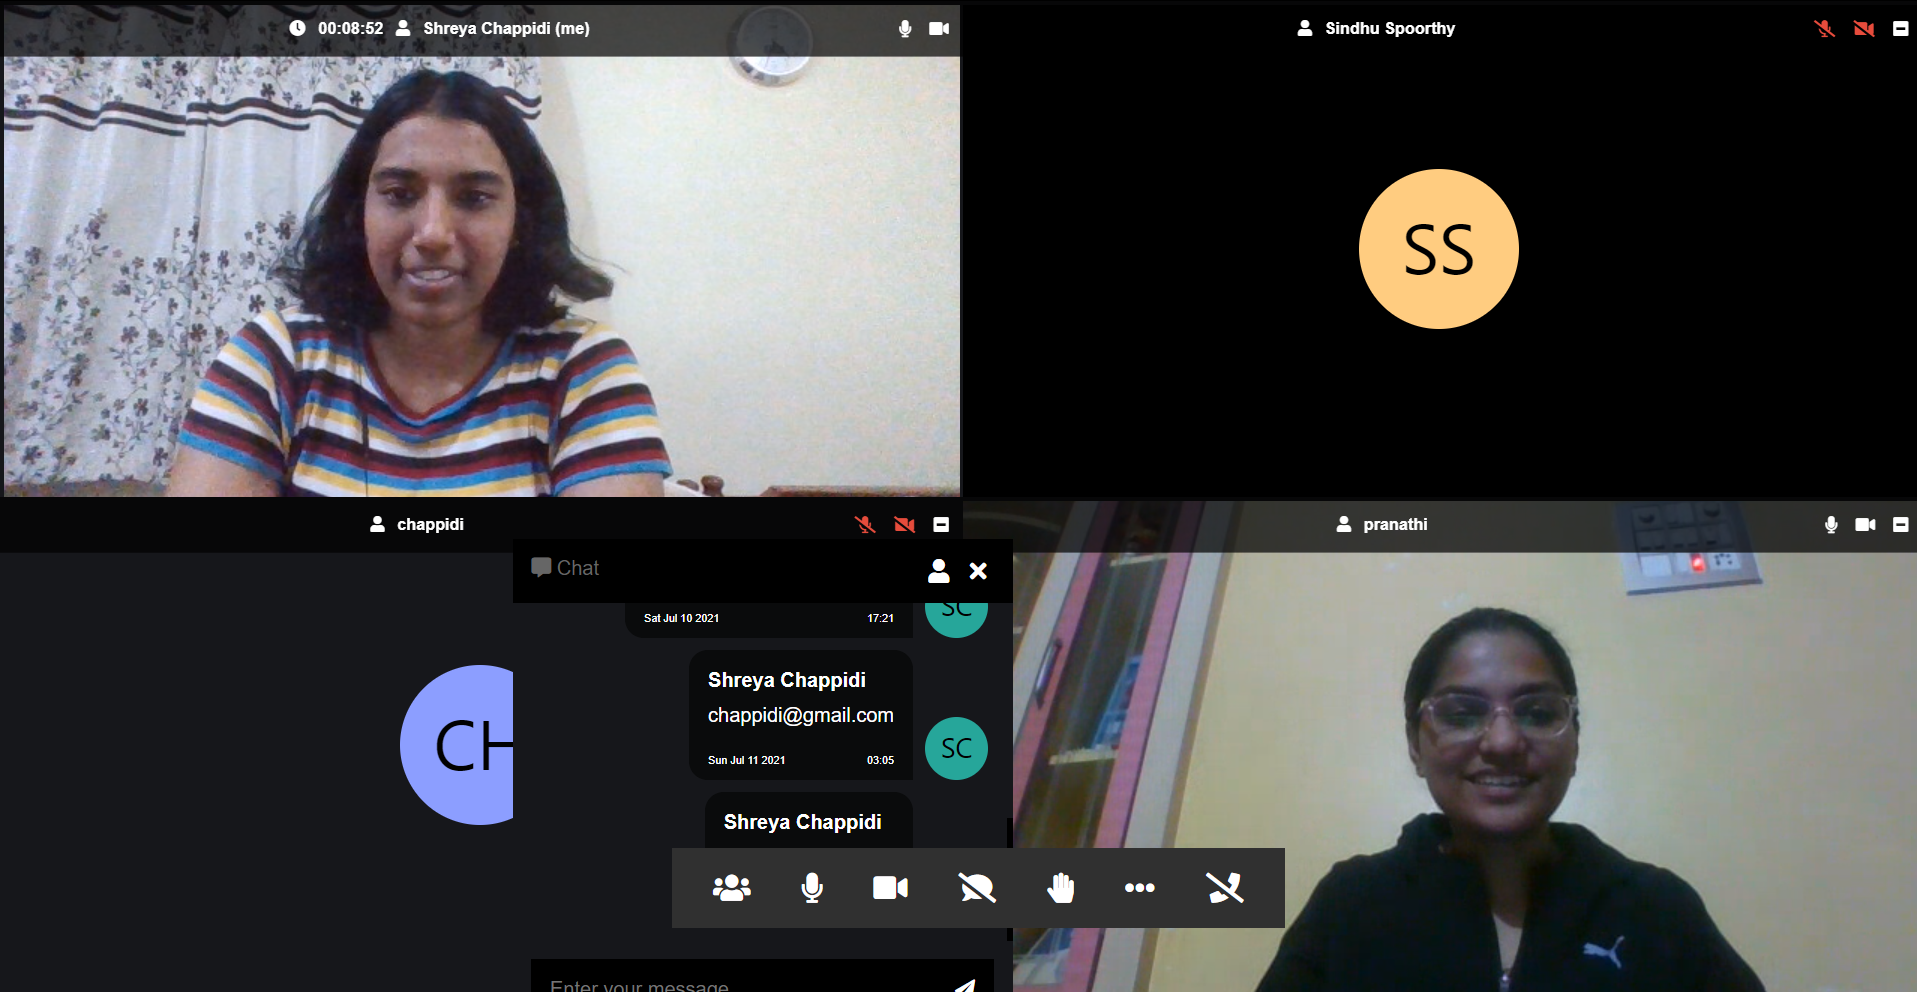 00:08:52 Shreya Chappidi (me)
Sindhu Spoorthy
SS
chappidi
pranathi
Chat
SC
Sat Jul 10 2021 17:21
Shreya Chappidi
chappidi@gmail.com
SC
Sun Jul 11 2021 03:05
CH
Shreya Chappidi
Enter your message